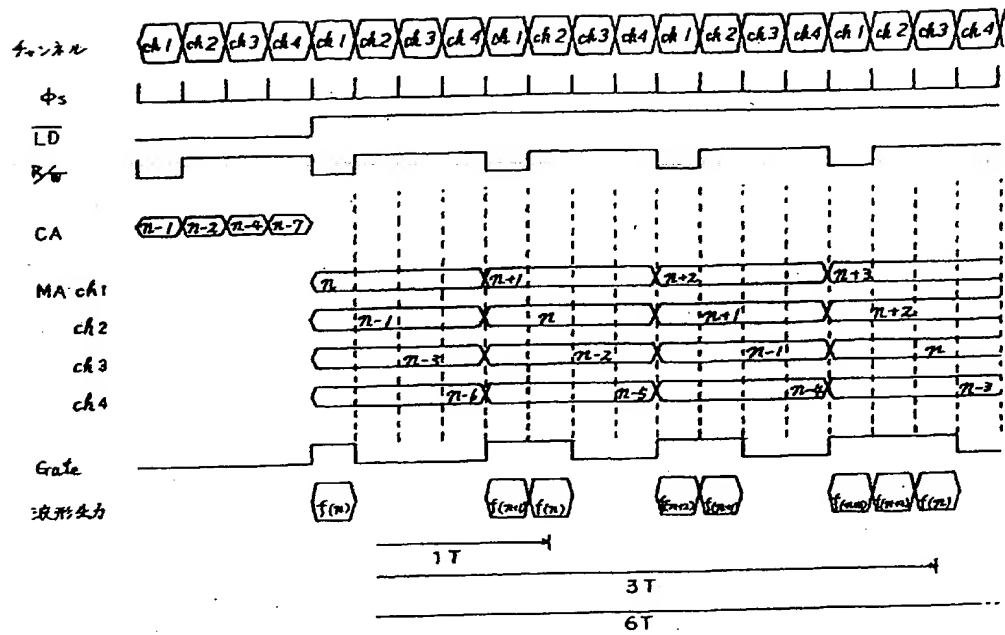 チャンネル ch1 ch2 ch3 ch4 ch1 ch2 ch3 ch4 ch1 ch2 ch3 ch4 ch1 ch2 ch3 ch4 ch1 ch2 ch3 ch4
φs
LD
R/W
CA n-1 n-2 n-4 n-7
MA ch1 n n+1 n+2 n+3
ch2 n-1 n n+1 n+2
ch3 n-3 n-2 n-1 n
ch4 n-6 n-5 n-4 n-3
Gate
波形出力 f(n) f(n+1) f(n) f(n+2) f(n+1) f(n+2) f(n)
1T
3T
6T